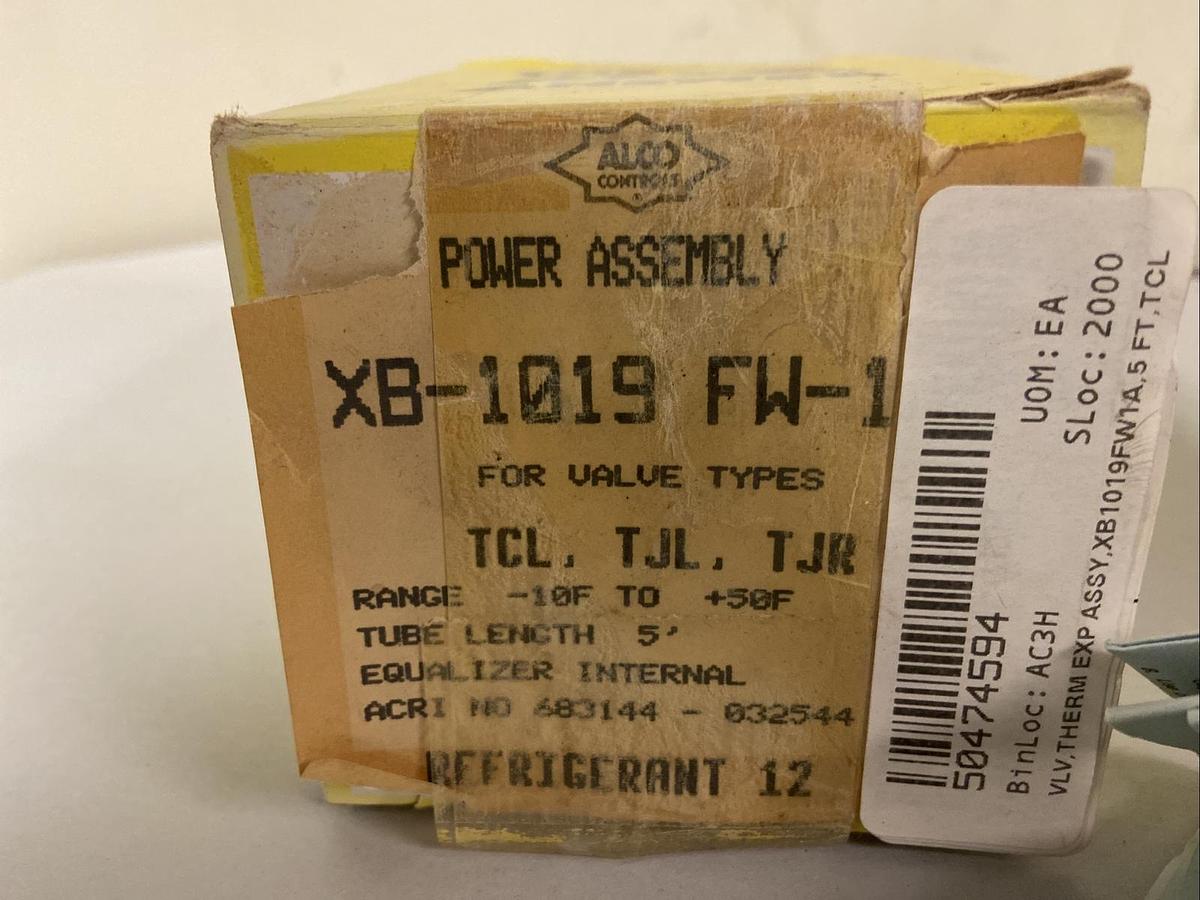 ALCO
CONTROLS
®
POWER ASSEMBLY
XB-1019 FW-1
FOR VALVE TYPES
TCL, TJL, TJR
RANGE -10F TO +50F
TUBE LENGTH 5'
EQUALIZER INTERNAL
ACRI NO 683144 - 032544
REFRIGERANT 12
50474594
UOM: EA
BinLoc: AC3H
SLoc: 2000
VLV,THERM EXP ASSY,XB1019FW1A,5 FT,TCL